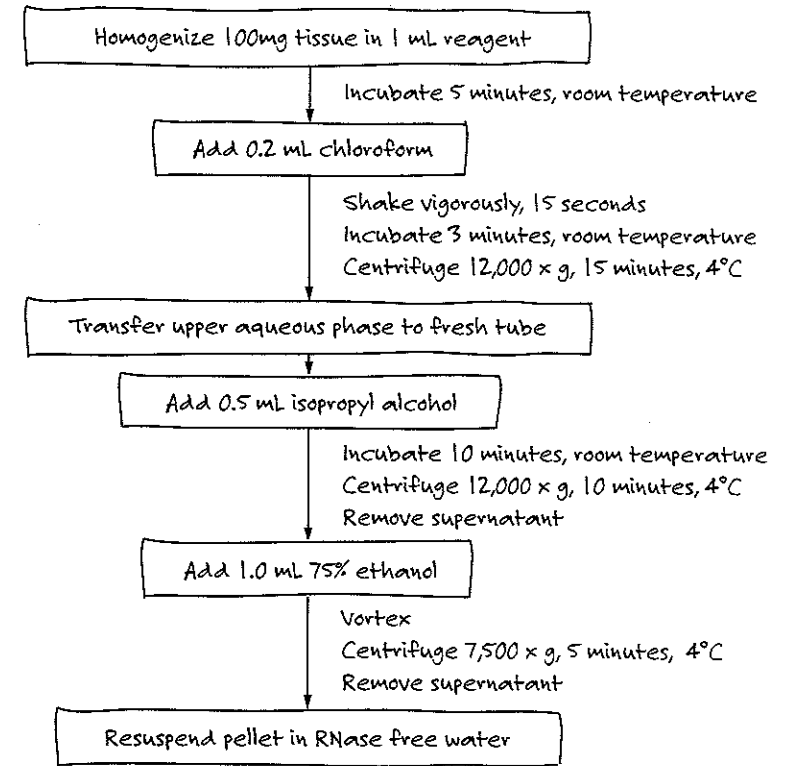 Homogenize 100mg tissue in 1 mL reagent
Incubate 5 minutes, room temperature
Add 0.2 mL chloroform
Shake vigorously, 15 seconds
Incubate 3 minutes, room temperature
Centrifuge 12,000 x g, 15 minutes, 4°C
Transfer upper aqueous phase to fresh tube
Add 0.5 mL isopropyl alcohol
Incubate 10 minutes, room temperature
Centrifuge 12,000 x g, 10 minutes, 4°C
Remove supernatant
Add 1.0 mL 75% ethanol
Vortex
Centrifuge 7,500 x g, 5 minutes, 4°C
Remove supernatant
Resuspend pellet in RNase free water